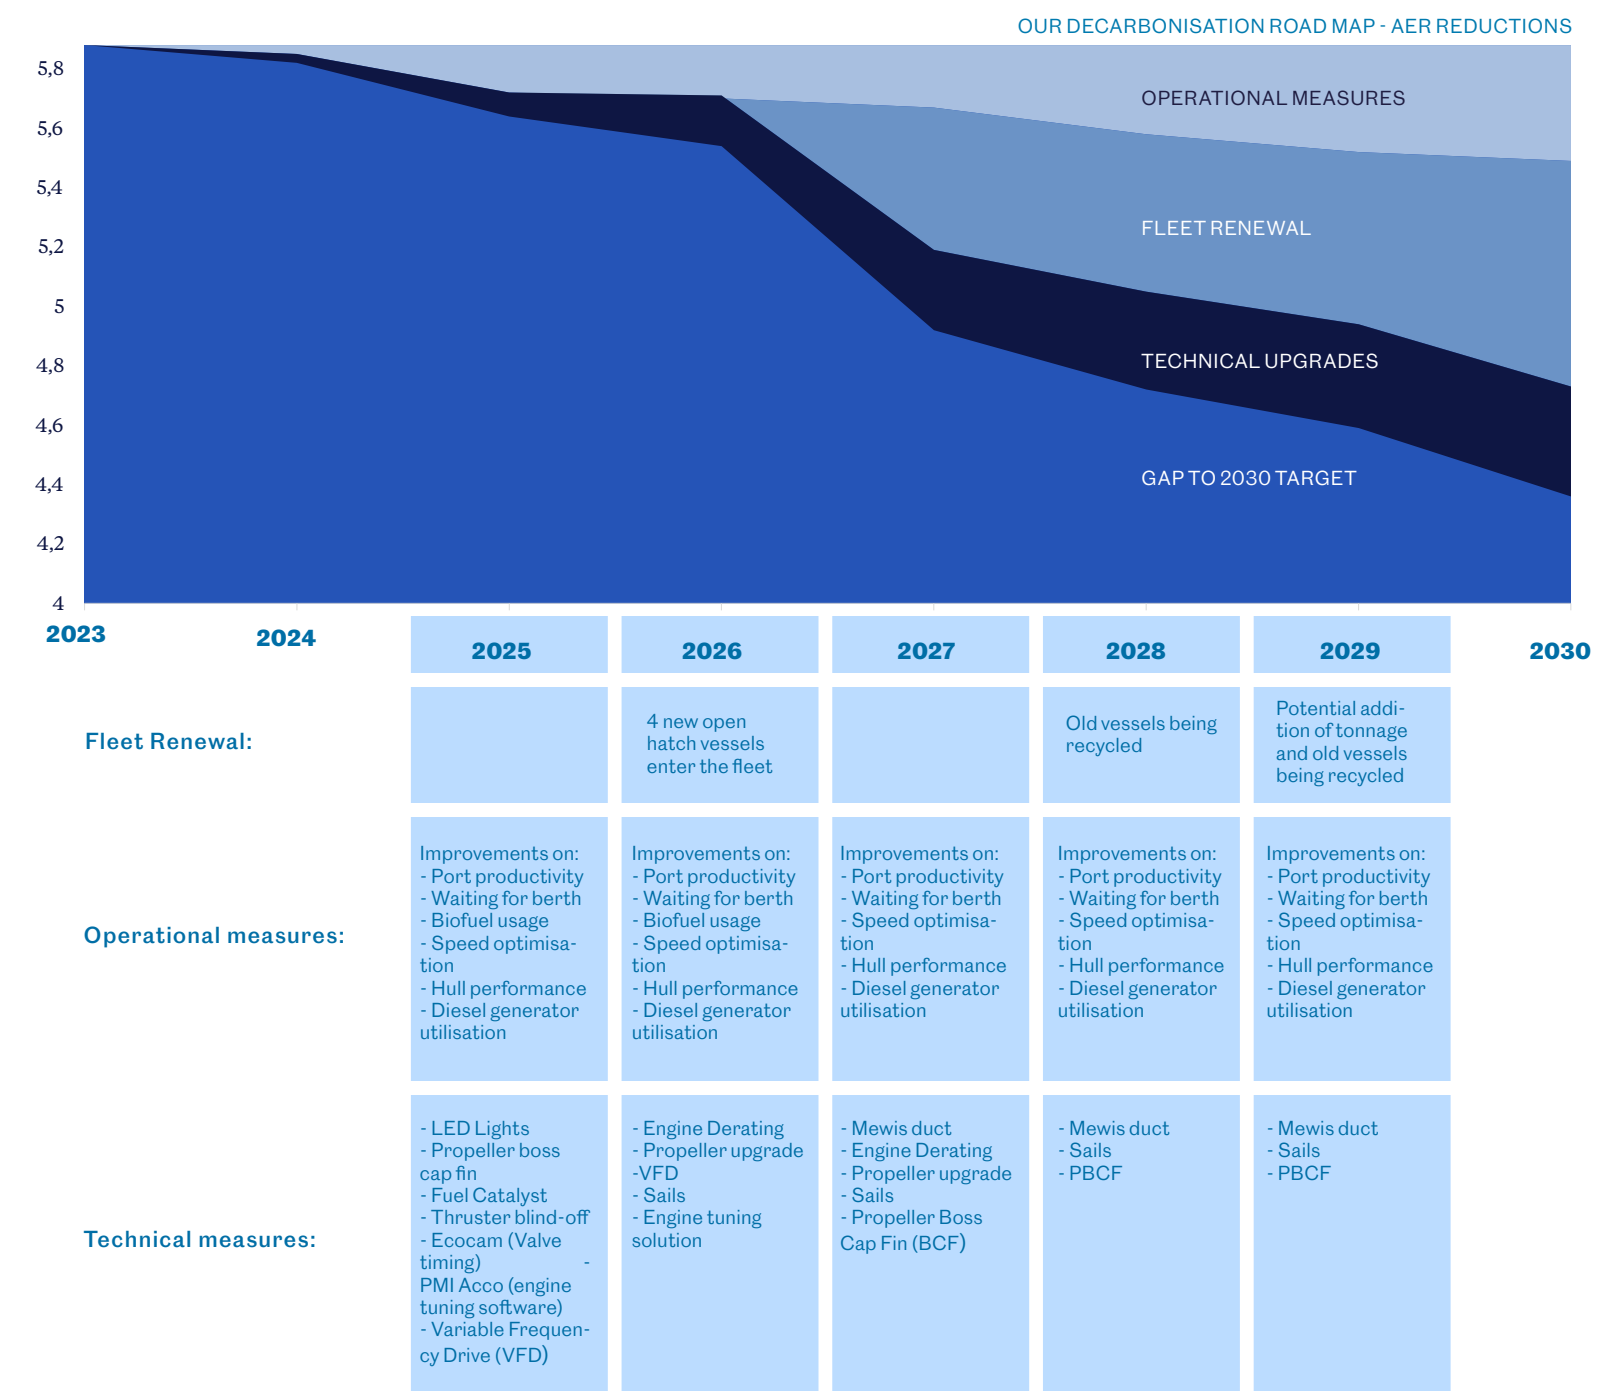 OUR DECARBONISATION ROAD MAP - AER REDUCTIONS
5,8
5,6
5,4
5,2
5
4,8
4,6
4,4
4,2
4
OPERATIONAL MEASURES
FLEET RENEWAL
TECHNICAL UPGRADES
GAP TO 2030 TARGET
2023
2024
2025
2026
2027
2028
2029
2030
Fleet Renewal:
4 new open
hatch vessels
enter the fleet
Old vessels being
recycled
Potential addi-
tion of tonnage
and old vessels
being recycled
Operational measures:
Improvements on:
- Port productivity
- Waiting for berth
- Biofuel usage
- Speed optimisa-
tion
- Hull performance
- Diesel generator
utilisation
Improvements on:
- Port productivity
- Waiting for berth
- Biofuel usage
- Speed optimisa-
tion
- Hull performance
- Diesel generator
utilisation
Improvements on:
- Port productivity
- Waiting for berth
- Speed optimisa-
tion
- Hull performance
- Diesel generator
utilisation
Improvements on:
- Port productivity
- Waiting for berth
- Speed optimisa-
tion
- Hull performance
- Diesel generator
utilisation
Improvements on:
- Port productivity
- Waiting for berth
- Speed optimisa-
tion
- Hull performance
- Diesel generator
utilisation
Technical measures:
- LED Lights
- Propeller boss
cap fin
- Fuel Catalyst
- Thruster blind-off
- Ecocam (Valve
timing) -
PMI Acco (engine
tuning software)
- Variable Frequen-
cy Drive (VFD)
- Engine Derating
- Propeller upgrade
-VFD
- Sails
- Engine tuning
solution
- Mewis duct
- Engine Derating
- Propeller upgrade
- Sails
- Propeller Boss
Cap Fin (BCF)
- Mewis duct
- Sails
- PBCF
- Mewis duct
- Sails
- PBCF